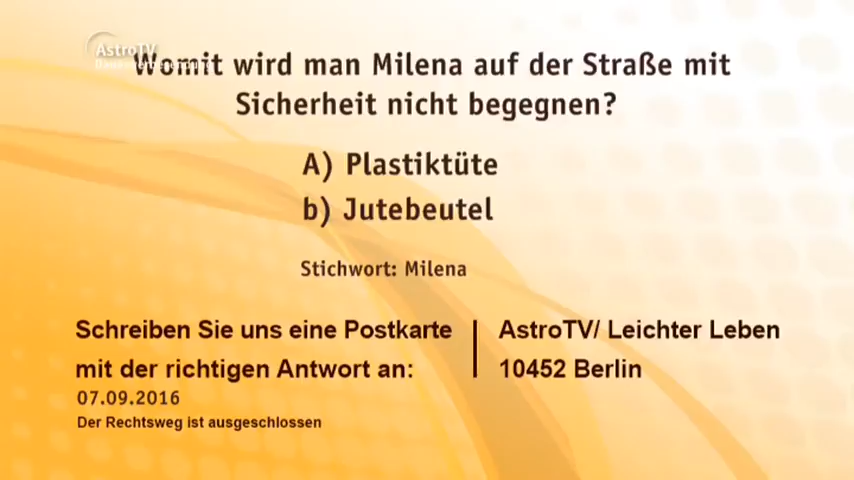 AstroTV
Dauerwerbesendung
Womit wird man Milena auf der Straße mit
Sicherheit nicht begegnen?
A) Plastiktüte
b) Jutebeutel
Stichwort: Milena
Schreiben Sie uns eine Postkarte
mit der richtigen Antwort an:
AstroTV/ Leichter Leben
10452 Berlin
07.09.2016
Der Rechtsweg ist ausgeschlossen